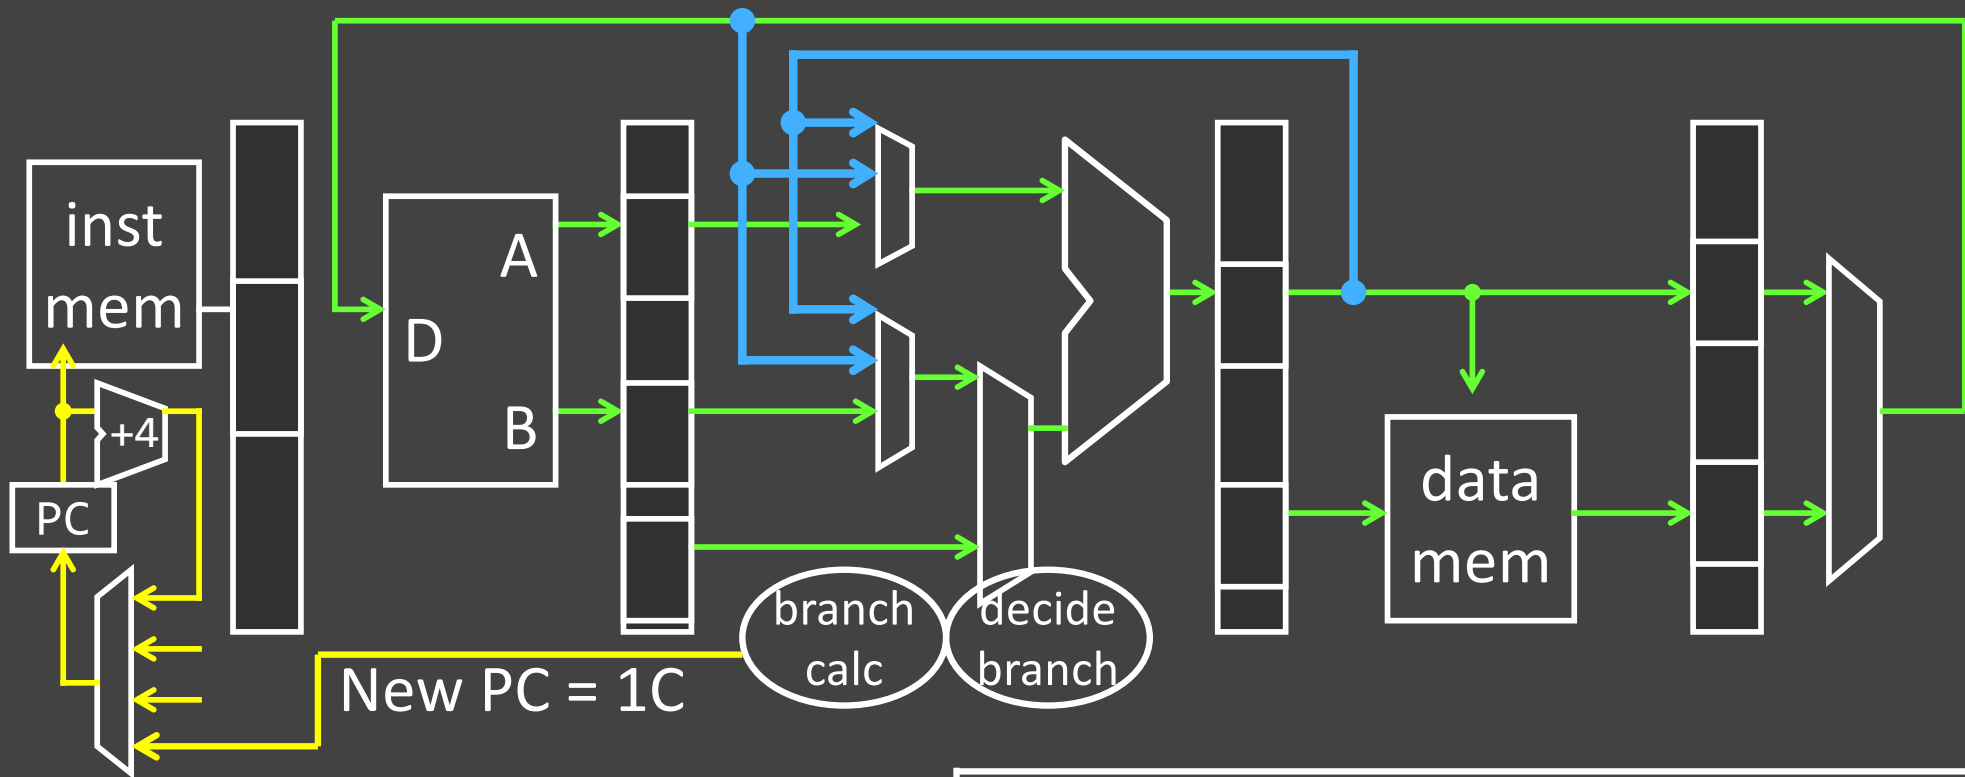 inst
mem
+4
PC
A
D
B
New PC = 1C
branch
calc
decide
branch
data
mem